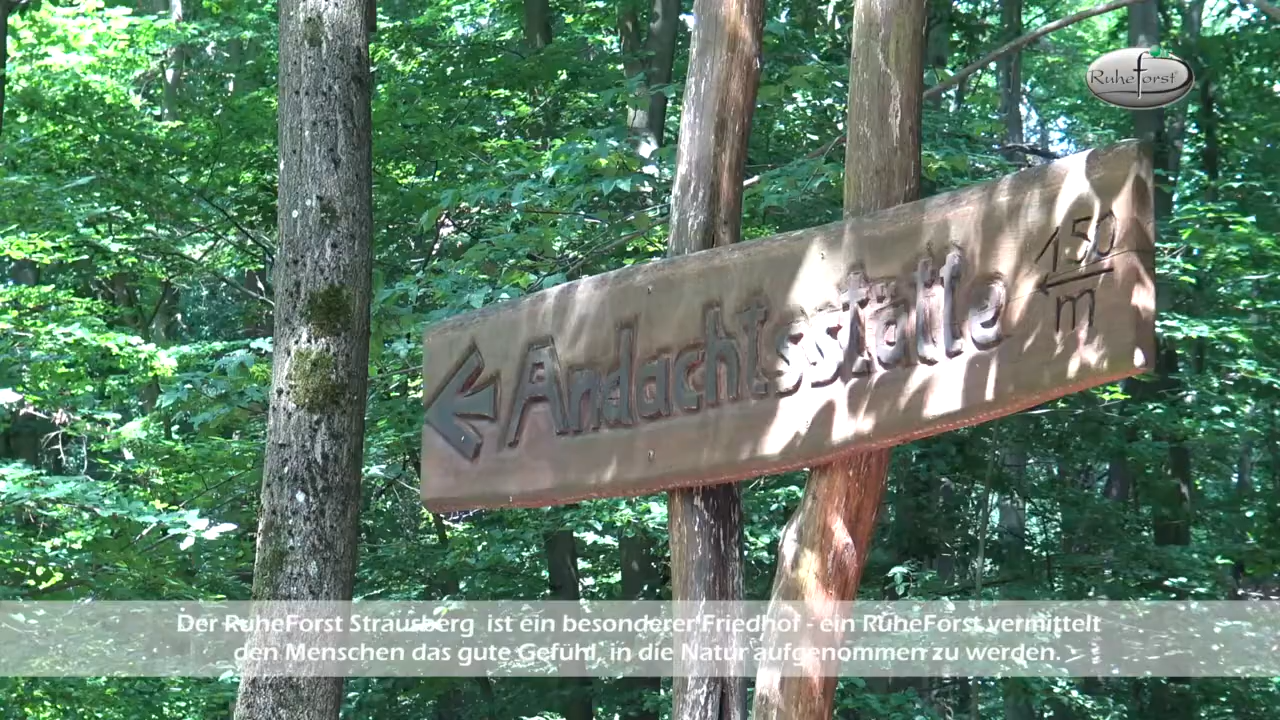 RuheForst
Andachtsstätte
150
m
Der RuheForst Strausberg ist ein besonderer Friedhof - ein RuheForst vermittelt
den Menschen das gute Gefühl, in die Natur aufgenommen zu werden.